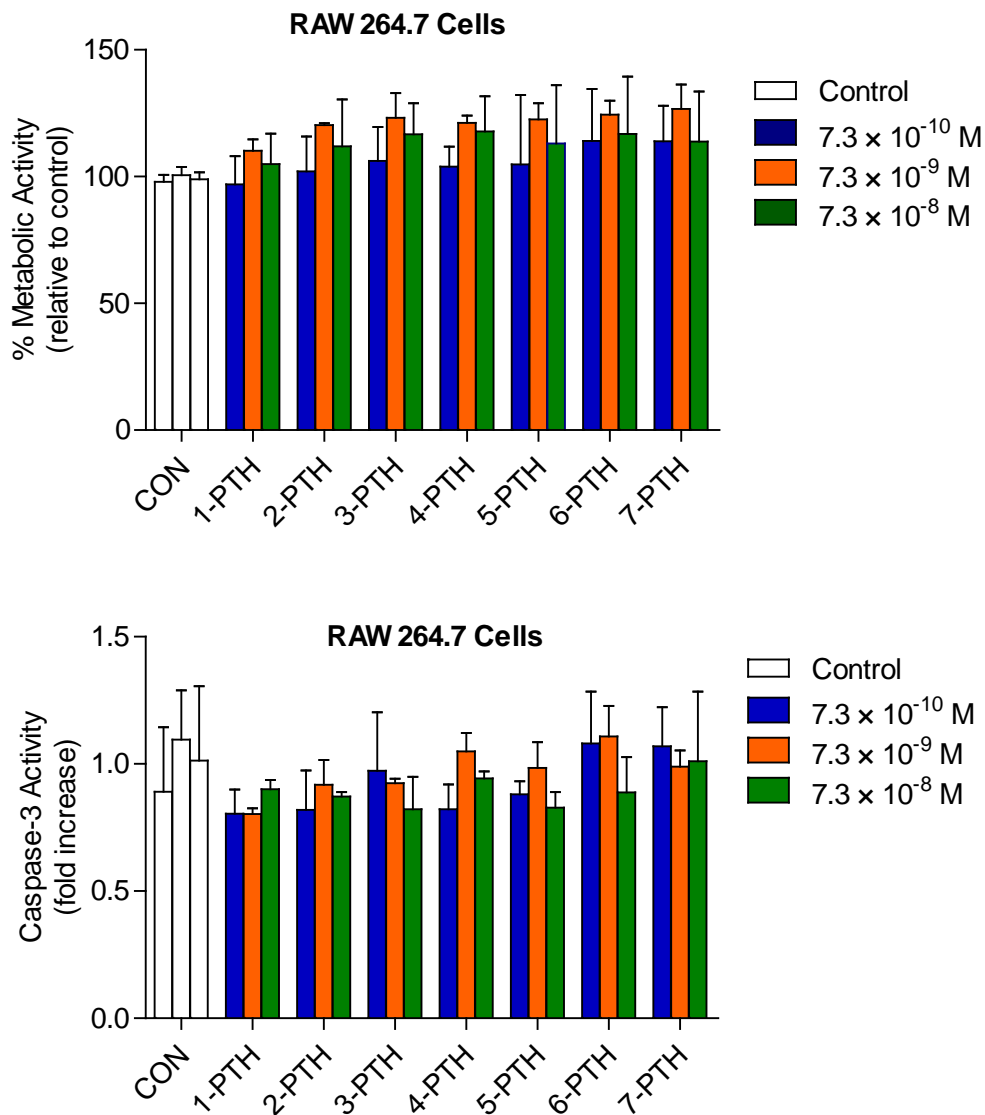 RAW 264.7 Cells
% Metabolic Activity
(relative to control)
150
100
50
0
CON
1-PTH
2-PTH
3-PTH
4-PTH
5-PTH
6-PTH
7-PTH
Control
7.3 × 10⁻¹⁰ M
7.3 × 10⁻⁹ M
7.3 × 10⁻⁸ M
RAW 264.7 Cells
Caspase-3 Activity
(fold increase)
1.5
1.0
0.5
0.0
CON
1-PTH
2-PTH
3-PTH
4-PTH
5-PTH
6-PTH
7-PTH
Control
7.3 × 10⁻¹⁰ M
7.3 × 10⁻⁹ M
7.3 × 10⁻⁸ M